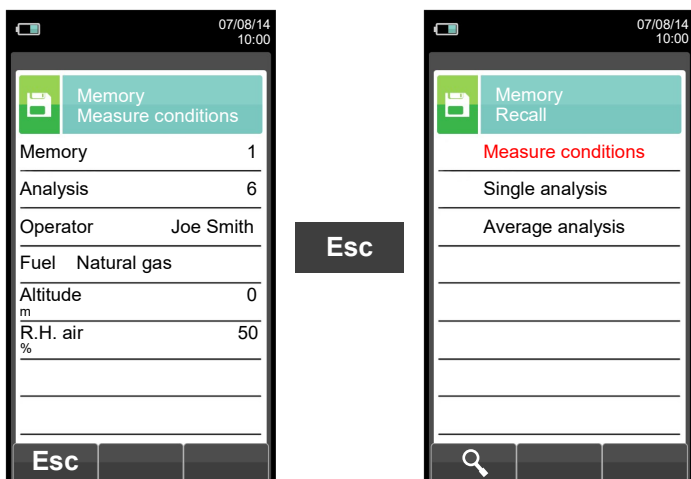 07/08/14
10:00
Memory
Measure conditions
Memory 1
Analysis 6
Operator Joe Smith
Fuel Natural gas
Altitude 0
m
R.H. air 50
%
Esc
Esc
07/08/14
10:00
Memory
Recall
Measure conditions
Single analysis
Average analysis